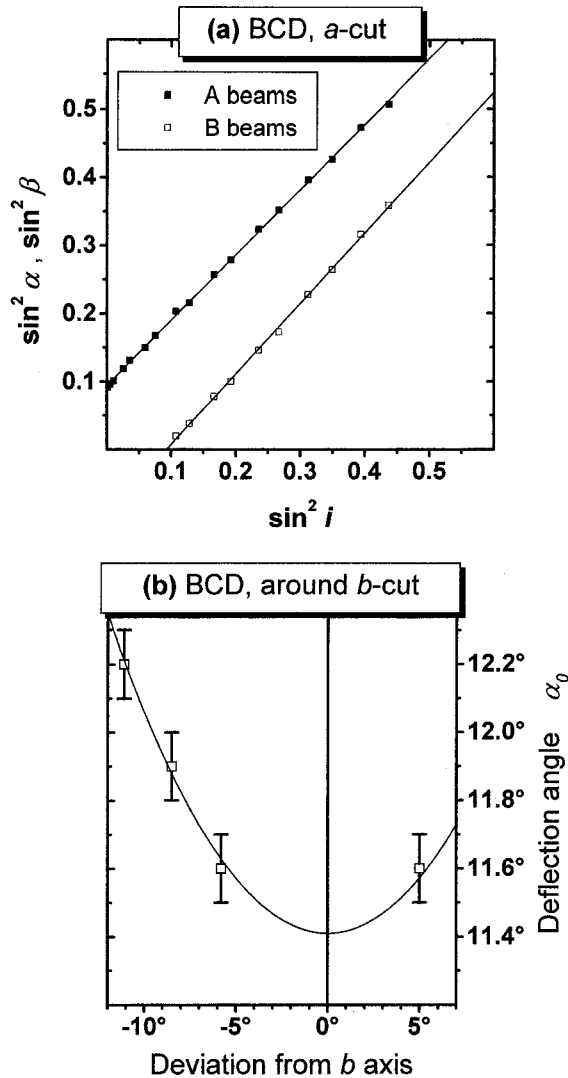 (a) BCD, a-cut
A beams
B beams
0.5
0.4
0.3
0.1
sin² α , sin² β
0.1
0.2
0.3
0.4
0.5
sin² i
(b) BCD, around b-cut
12.2°
12.0°
11.8°
11.6°
11.4°
Deflection angle α₀
-10°
-5°
0°
5°
Deviation from b axis